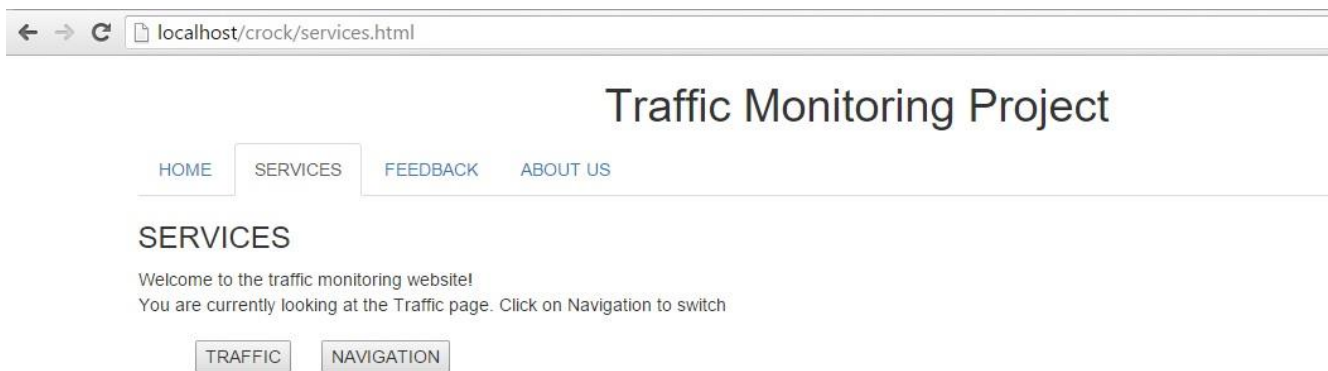 localhost/crock/services.html
Traffic Monitoring Project
HOME SERVICES FEEDBACK ABOUT US
SERVICES
Welcome to the traffic monitoring website!
You are currently looking at the Traffic page. Click on Navigation to switch
TRAFFIC NAVIGATION